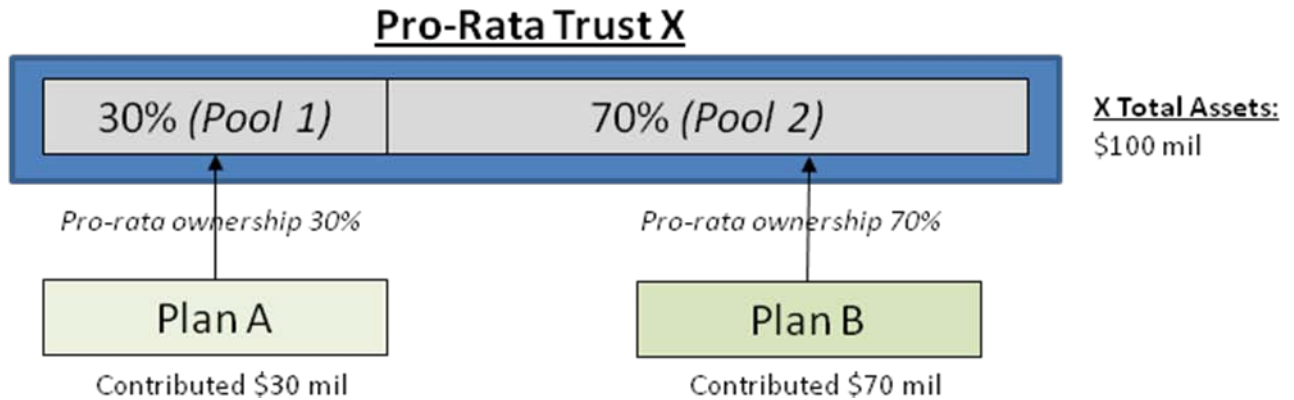 Pro-Rata Trust X
30% (Pool 1)
70% (Pool 2)
X Total Assets:
$100 mil
Pro-rata ownership 30%
Pro-rata ownership 70%
Plan A
Plan B
Contributed $30 mil
Contributed $70 mil